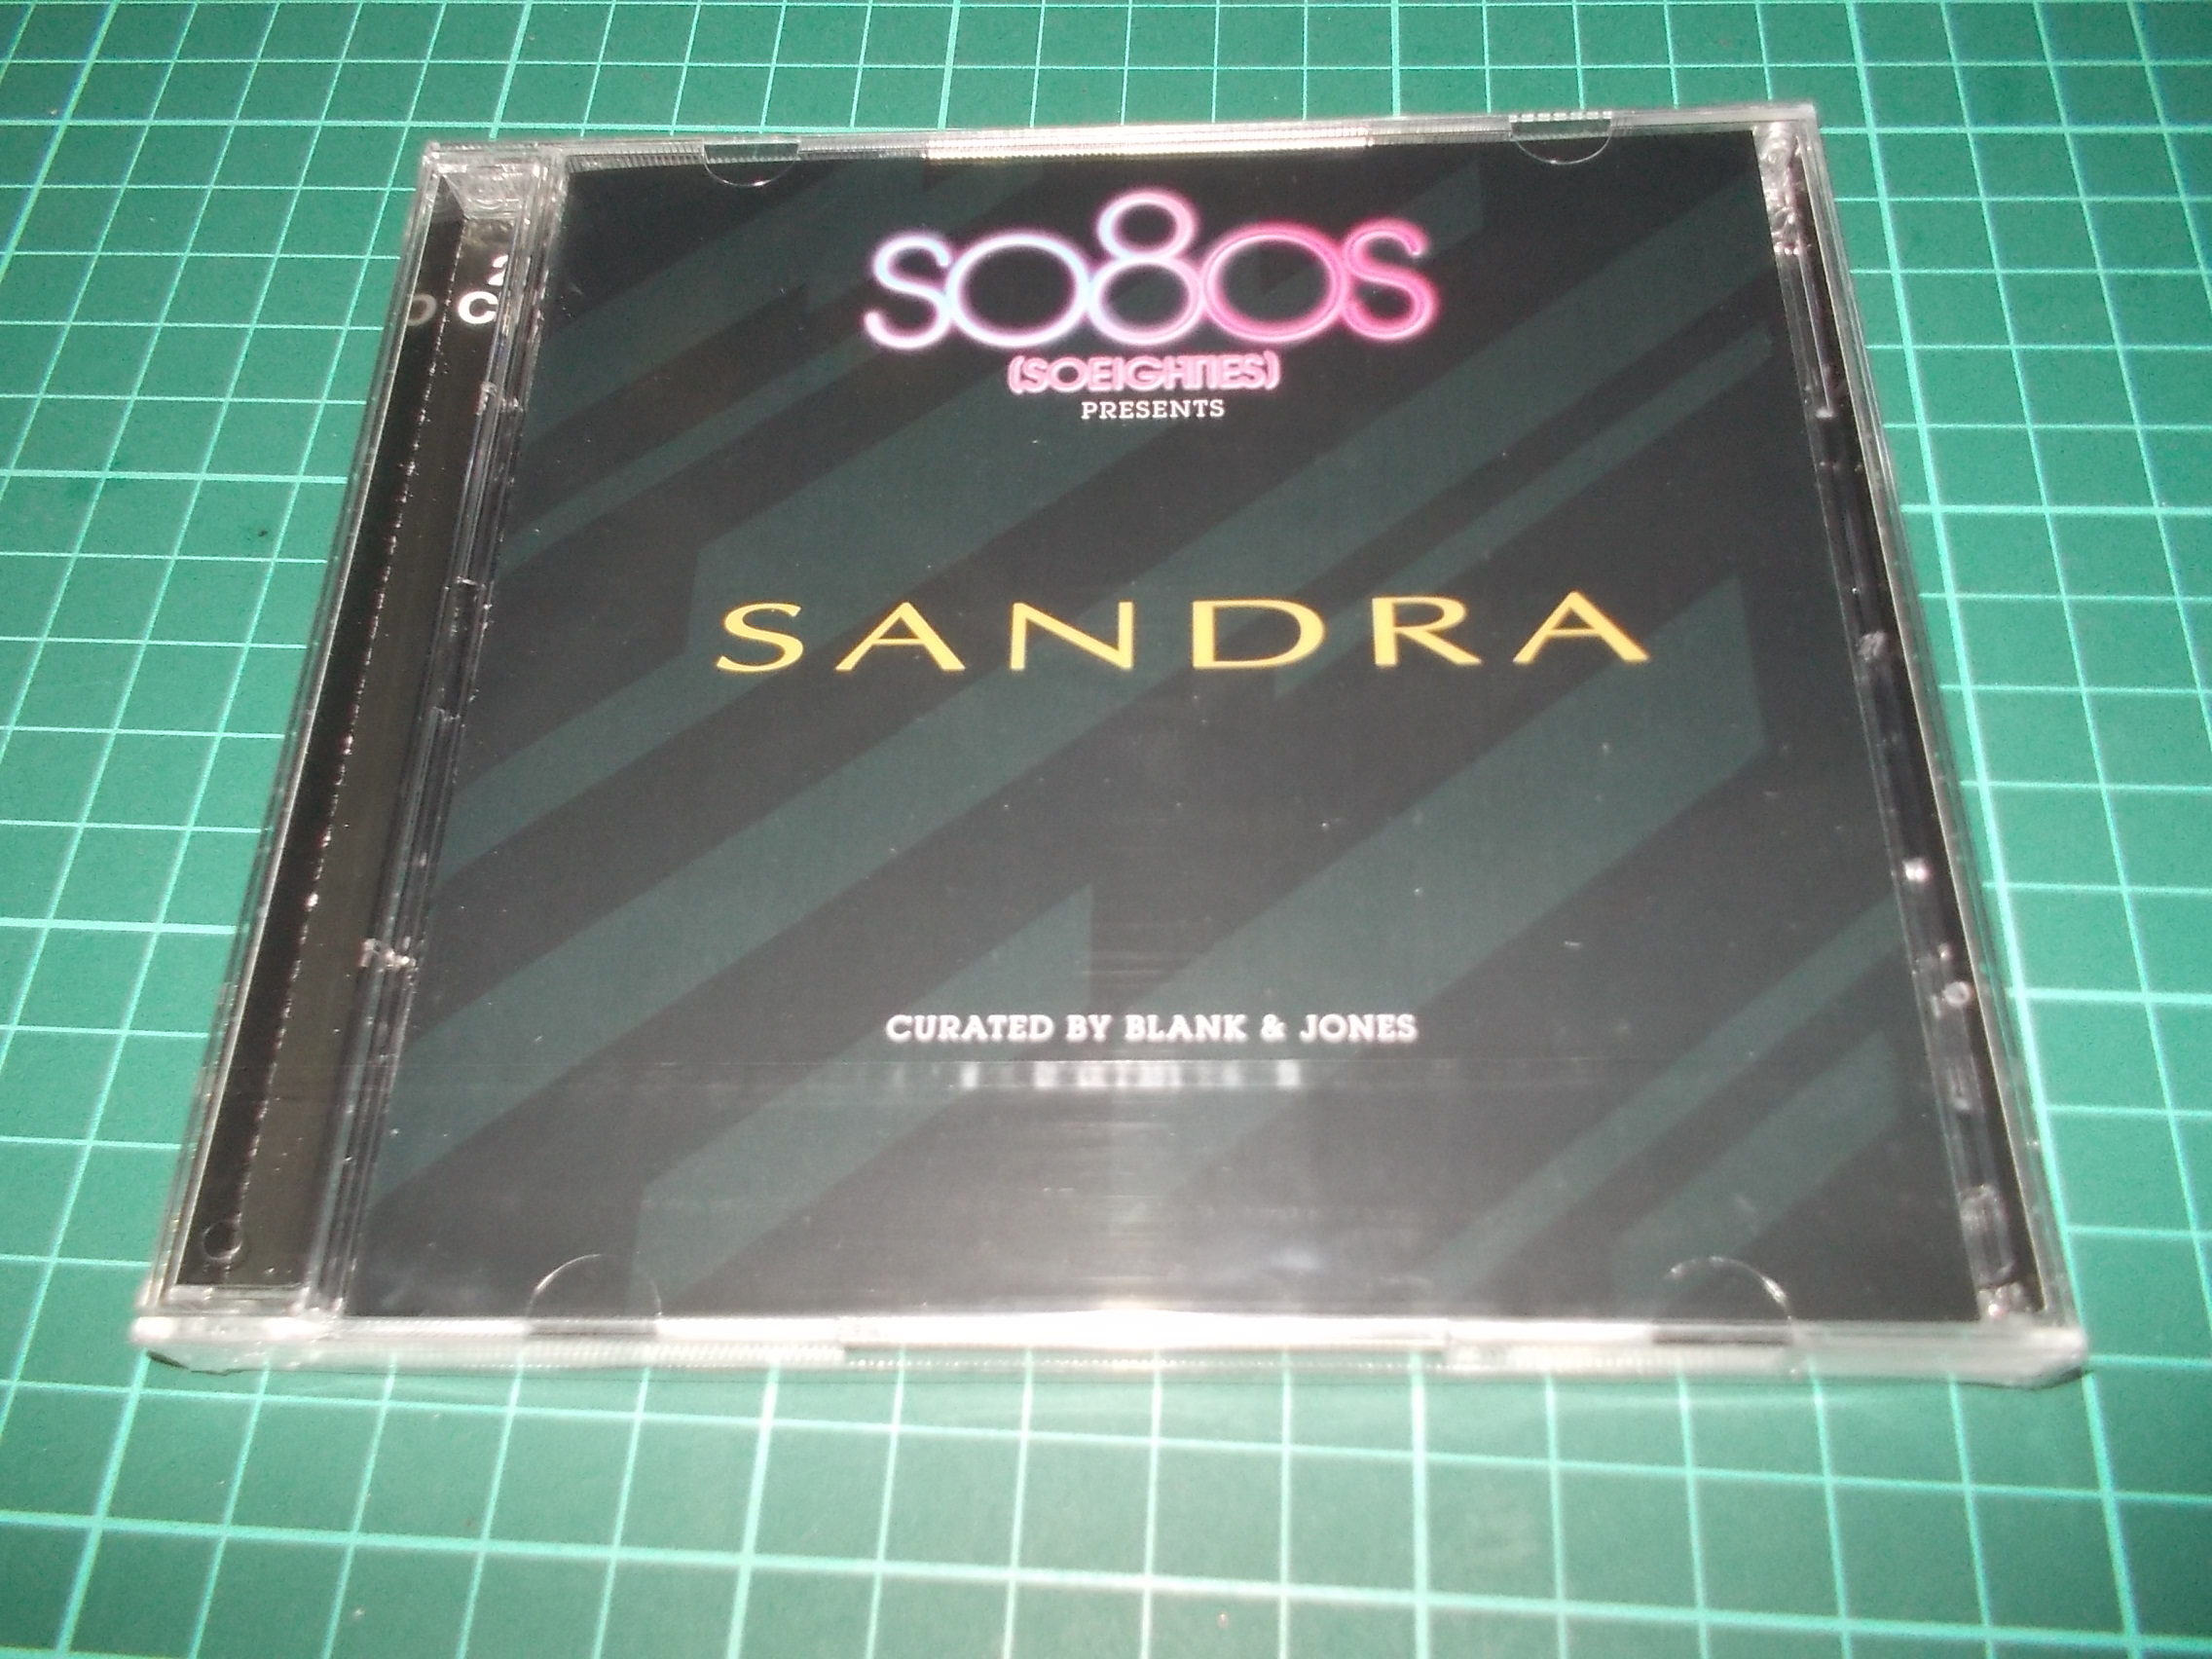 SO8OS
(SOEIGHTIES)
PRESENTS
SANDRA
CURATED BY BLANK & JONES